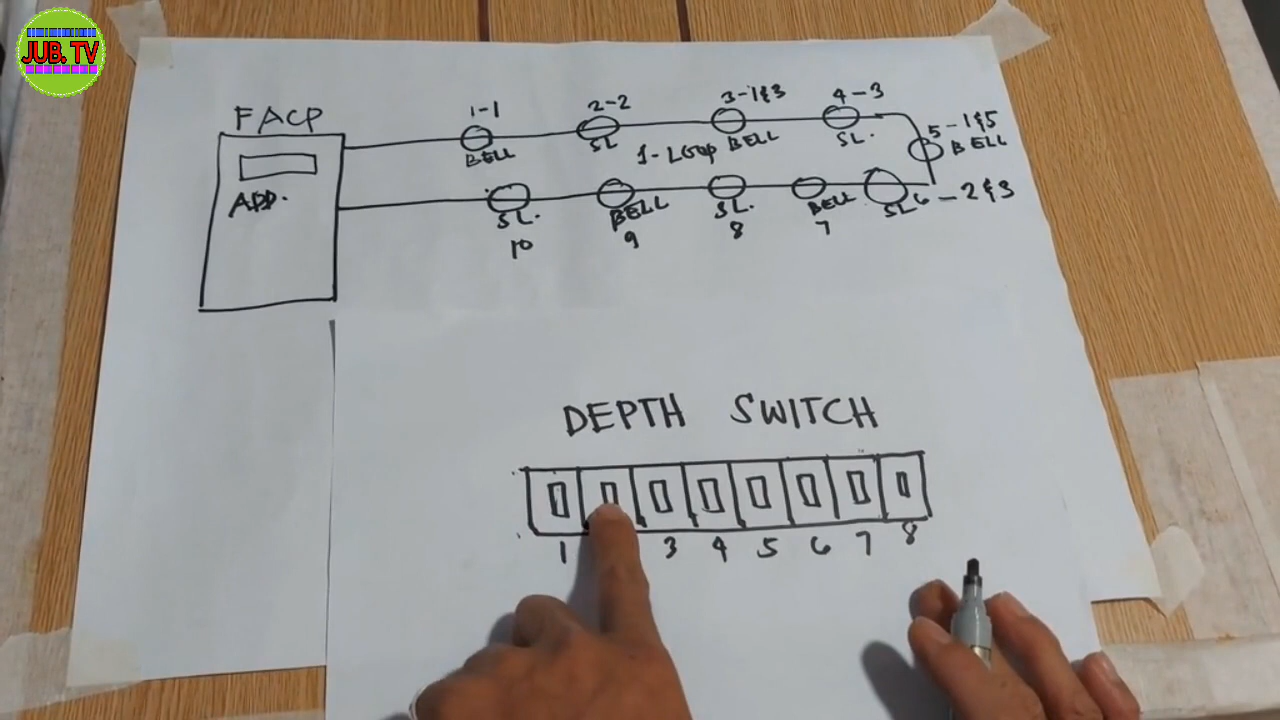 JUB.TV
FACP
ADD.
1-1
BELL
2-2
SL
1-LOOP
3-1&3
BELL
4-3
SL.
5-1&5
BELL
6-2&3
SL
BELL
7
SL.
8
BELL
9
SL.
10
DEPTH SWITCH
1 3 4 5 6 7 8